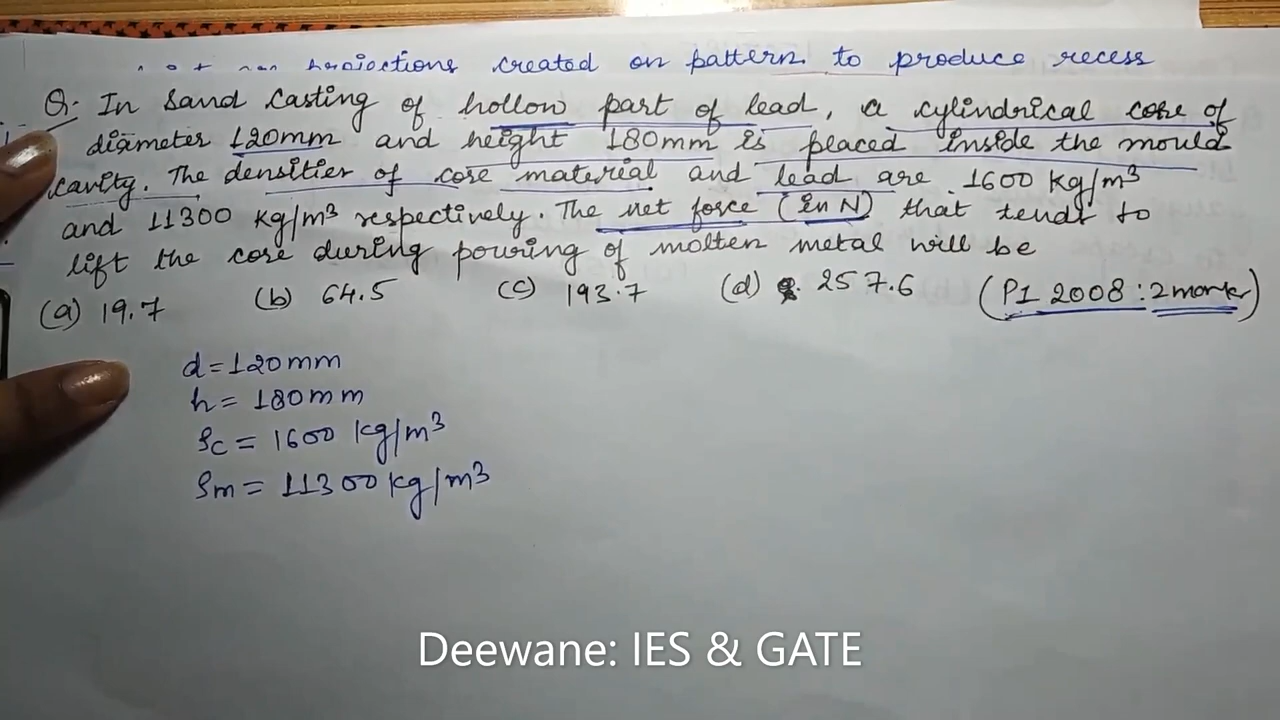 projections created on pattern to produce recess
Q. In Sand Casting of hollow part of lead, a cylindrical core of
diameter 120mm and height 180mm is placed inside the mould
cavity. The densities of core material and lead are 1600 Kg/m³
and 11300 Kg/m³ respectively. The net force (in N) that tends to
lift the core during pouring of molten metal will be
(a) 19.7 (b) 64.5 (c) 193.7 (d) 257.6 (PI 2008 : 2 marks)
d = 120mm
h = 180mm
ρc = 1600 kg/m³
ρm = 11300 kg/m³
Deewane: IES & GATE